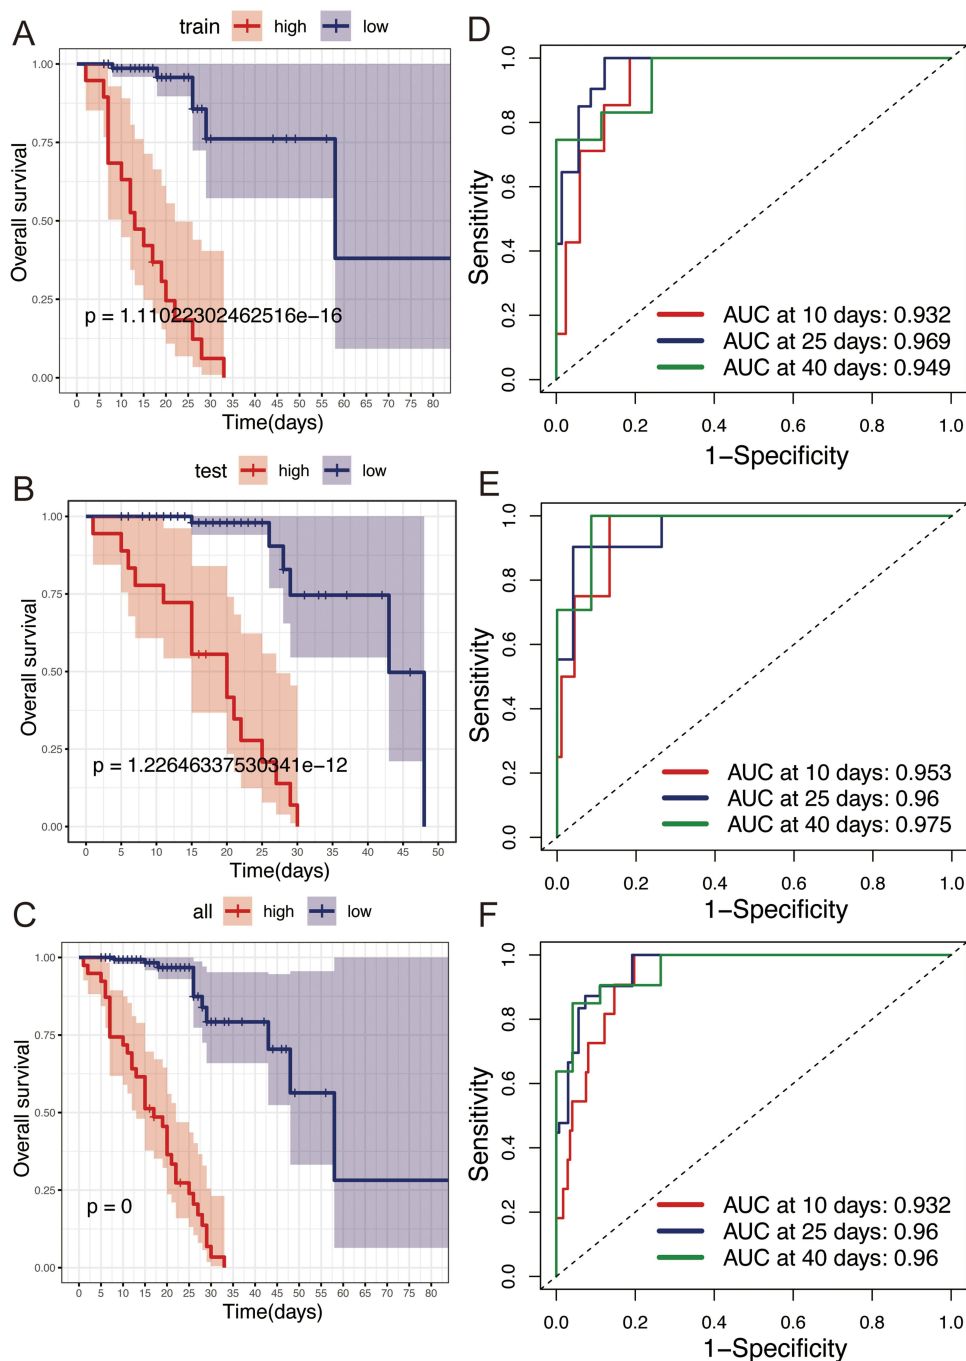 A
train high low
1.00
0.75
0.50
0.25
0.00
Overall survival
p = 1.11022302462516e−16
0 5 10 15 20 25 30 35 40 45 50 55 60 65 70 75 80
Time(days)
D
1.0
0.8
0.6
0.4
0.2
0.0
Sensitivity
AUC at 10 days: 0.932
AUC at 25 days: 0.969
AUC at 40 days: 0.949
0.0 0.2 0.4 0.6 0.8 1.0
1−Specificity
B
test high low
1.00
0.75
0.50
0.25
0.00
Overall survival
p = 1.22646337530341e−12
0 5 10 15 20 25 30 35 40 45 50
Time(days)
E
1.0
0.8
0.6
0.4
0.2
0.0
Sensitivity
AUC at 10 days: 0.953
AUC at 25 days: 0.96
AUC at 40 days: 0.975
0.0 0.2 0.4 0.6 0.8 1.0
1−Specificity
C
all high low
1.00
0.75
0.50
0.25
0.00
Overall survival
p = 0
0 5 10 15 20 25 30 35 40 45 50 55 60 65 70 75 80
Time(days)
F
1.0
0.8
0.6
0.4
0.2
0.0
Sensitivity
AUC at 10 days: 0.932
AUC at 25 days: 0.96
AUC at 40 days: 0.96
0.0 0.2 0.4 0.6 0.8 1.0
1−Specificity